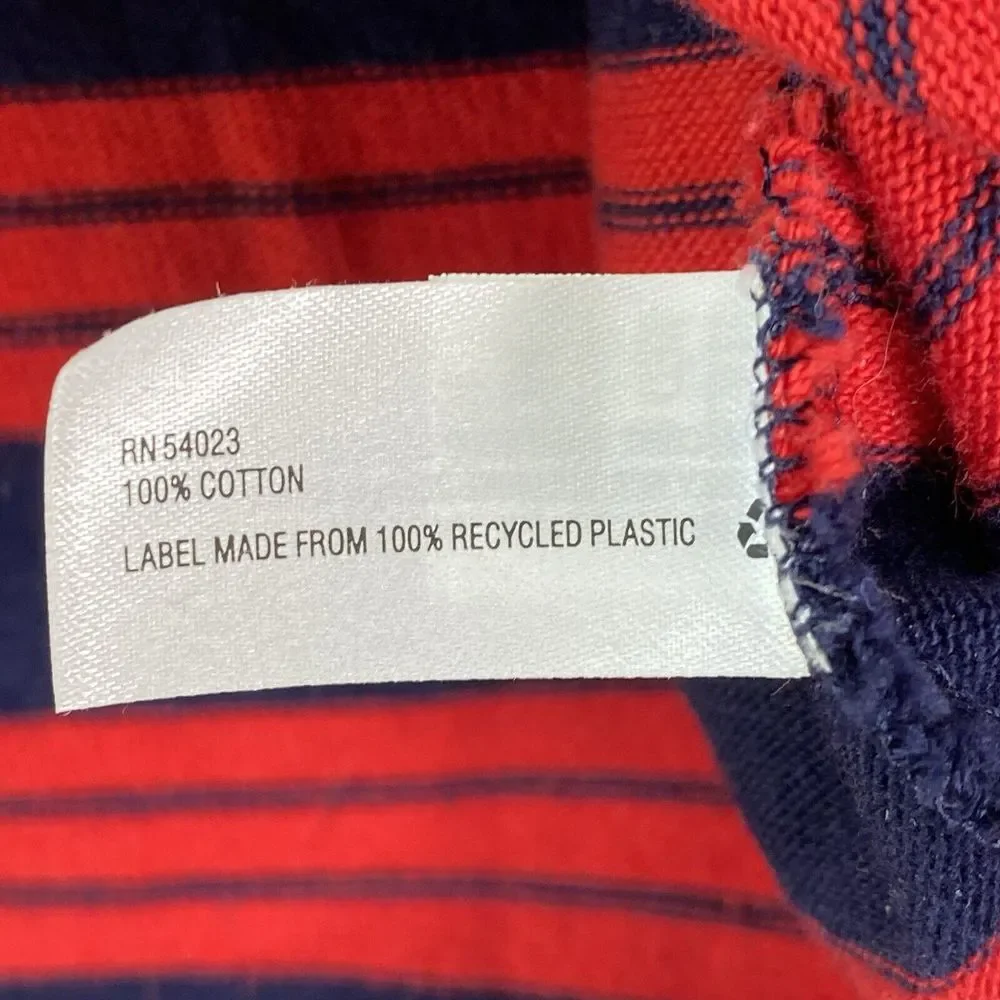 RN 54023
100% COTTON
LABEL MADE FROM 100% RECYCLED PLASTIC